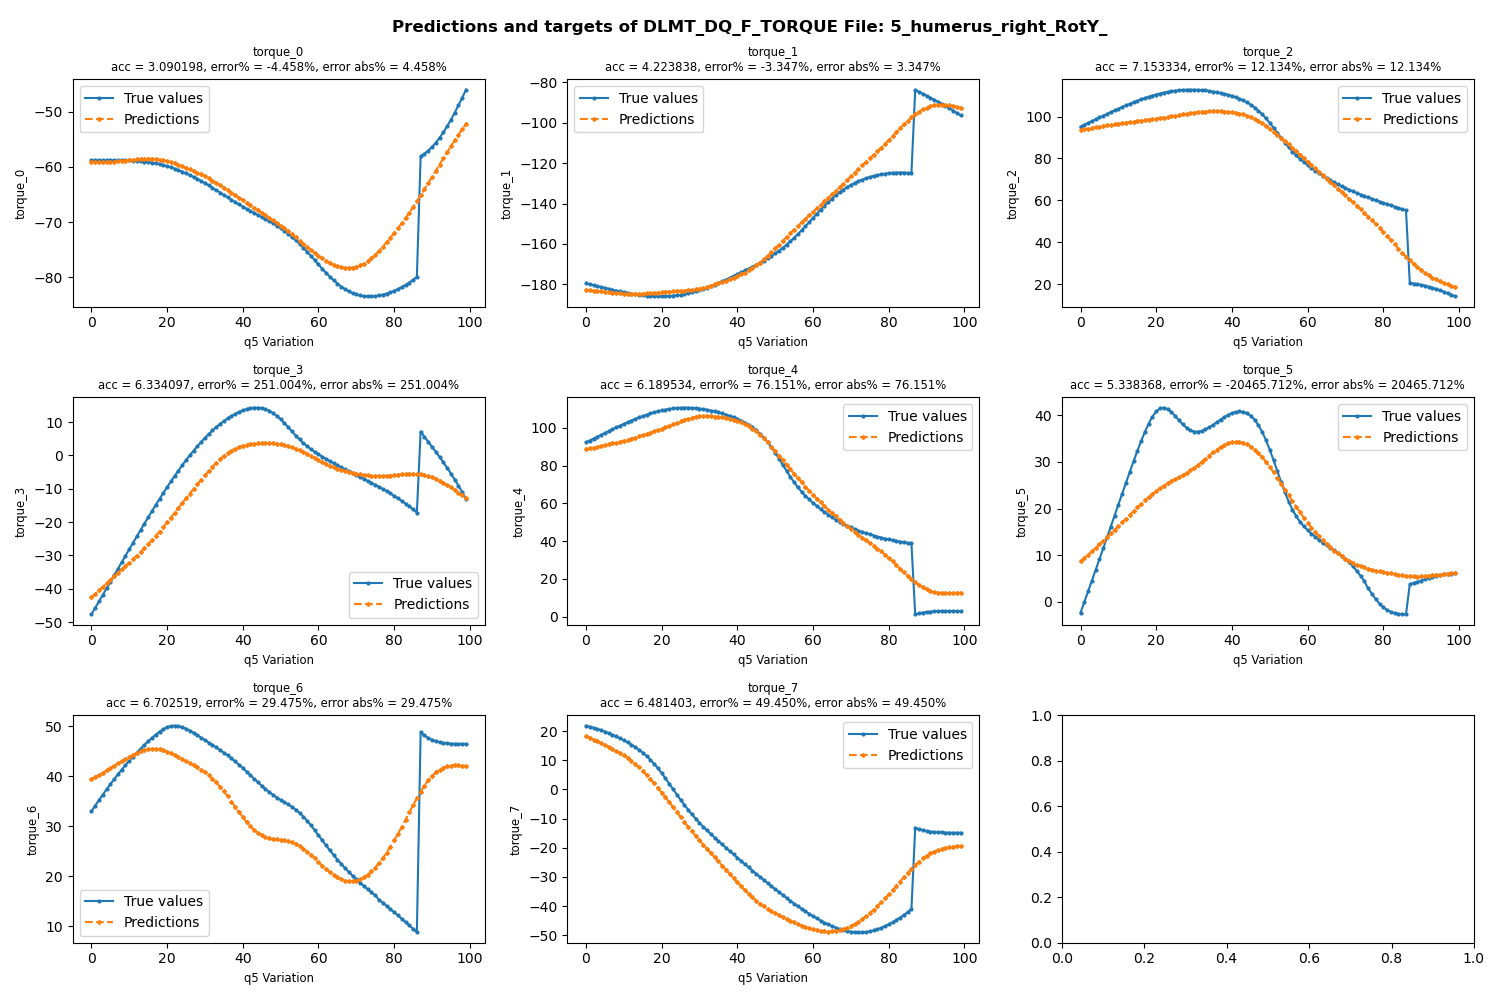 Predictions and targets of DLMT_DQ_F_TORQUE File: 5_humerus_right_RotY_
torque_0
acc = 3.090198, error% = -4.458%, error abs% = 4.458%
True values
Predictions
torque_0
−50
−60
−70
−80
0 20 40 60 80 100
q5 Variation
torque_1
acc = 4.223838, error% = -3.347%, error abs% = 3.347%
True values
Predictions
torque_1
−80
−100
−120
−140
−160
−180
0 20 40 60 80 100
q5 Variation
torque_2
acc = 7.153334, error% = 12.134%, error abs% = 12.134%
True values
Predictions
torque_2
100
80
60
40
20
0 20 40 60 80 100
q5 Variation
torque_3
acc = 6.334097, error% = 251.004%, error abs% = 251.004%
True values
Predictions
torque_3
10
0
−10
−20
−30
−40
−50
0 20 40 60 80 100
q5 Variation
torque_4
acc = 6.189534, error% = 76.151%, error abs% = 76.151%
True values
Predictions
torque_4
100
80
60
40
20
0
0 20 40 60 80 100
q5 Variation
torque_5
acc = 5.338368, error% = -20465.712%, error abs% = 20465.712%
True values
Predictions
torque_5
40
30
20
10
0
0 20 40 60 80 100
q5 Variation
torque_6
acc = 6.702519, error% = 29.475%, error abs% = 29.475%
True values
Predictions
torque_6
50
40
30
20
10
0 20 40 60 80 100
q5 Variation
torque_7
acc = 6.481403, error% = 49.450%, error abs% = 49.450%
True values
Predictions
torque_7
20
10
0
−10
−20
−30
−40
−50
0 20 40 60 80 100
q5 Variation
1.0
0.8
0.6
0.4
0.2
0.0
0.0 0.2 0.4 0.6 0.8 1.0